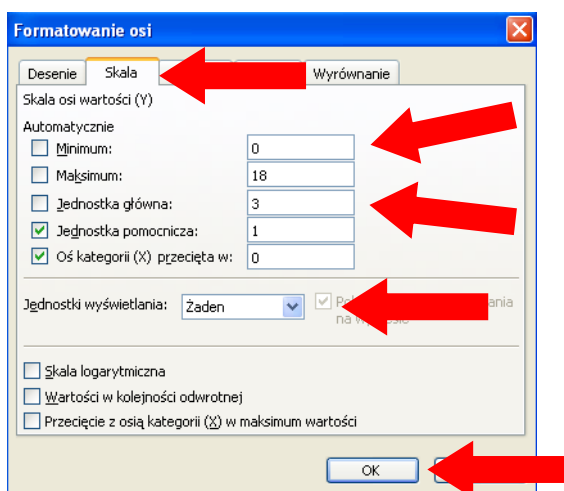 Formatowanie osi
Desenie Skala Wyrównanie
Skala osi wartości (Y)
Automatycznie
Minimum: 0
Maksimum: 18
Jednostka główna: 3
Jednostka pomocnicza: 1
Oś kategorii (X) przecięta w: 0
Jednostki wyświetlania: Żaden
na
Skala logarytmiczna
Wartości w kolejności odwrotnej
Przecięcie z osią kategorii (X) w maksimum wartości
OK